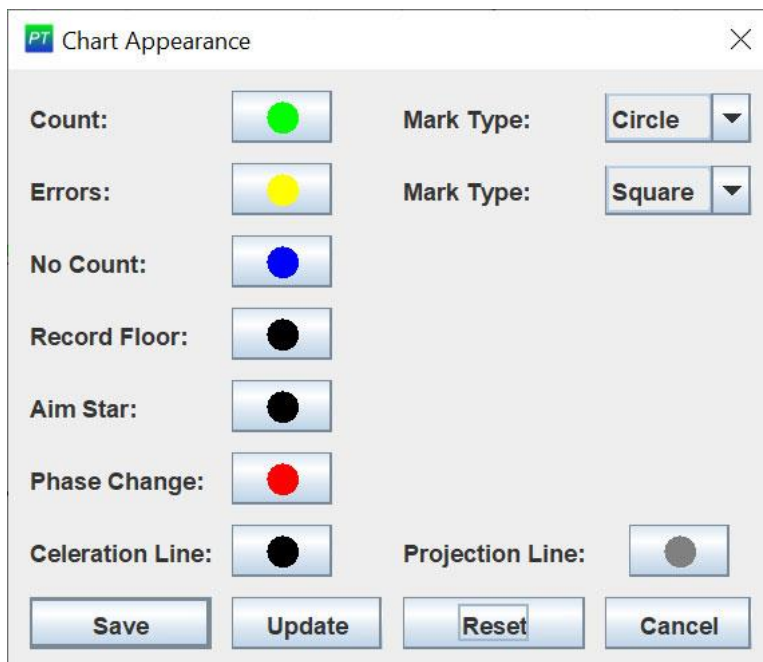 PT Chart Appearance
Count: Mark Type: Circle
Errors: Mark Type: Square
No Count:
Record Floor:
Aim Star:
Phase Change:
Celeration Line: Projection Line:
Save Update Reset Cancel